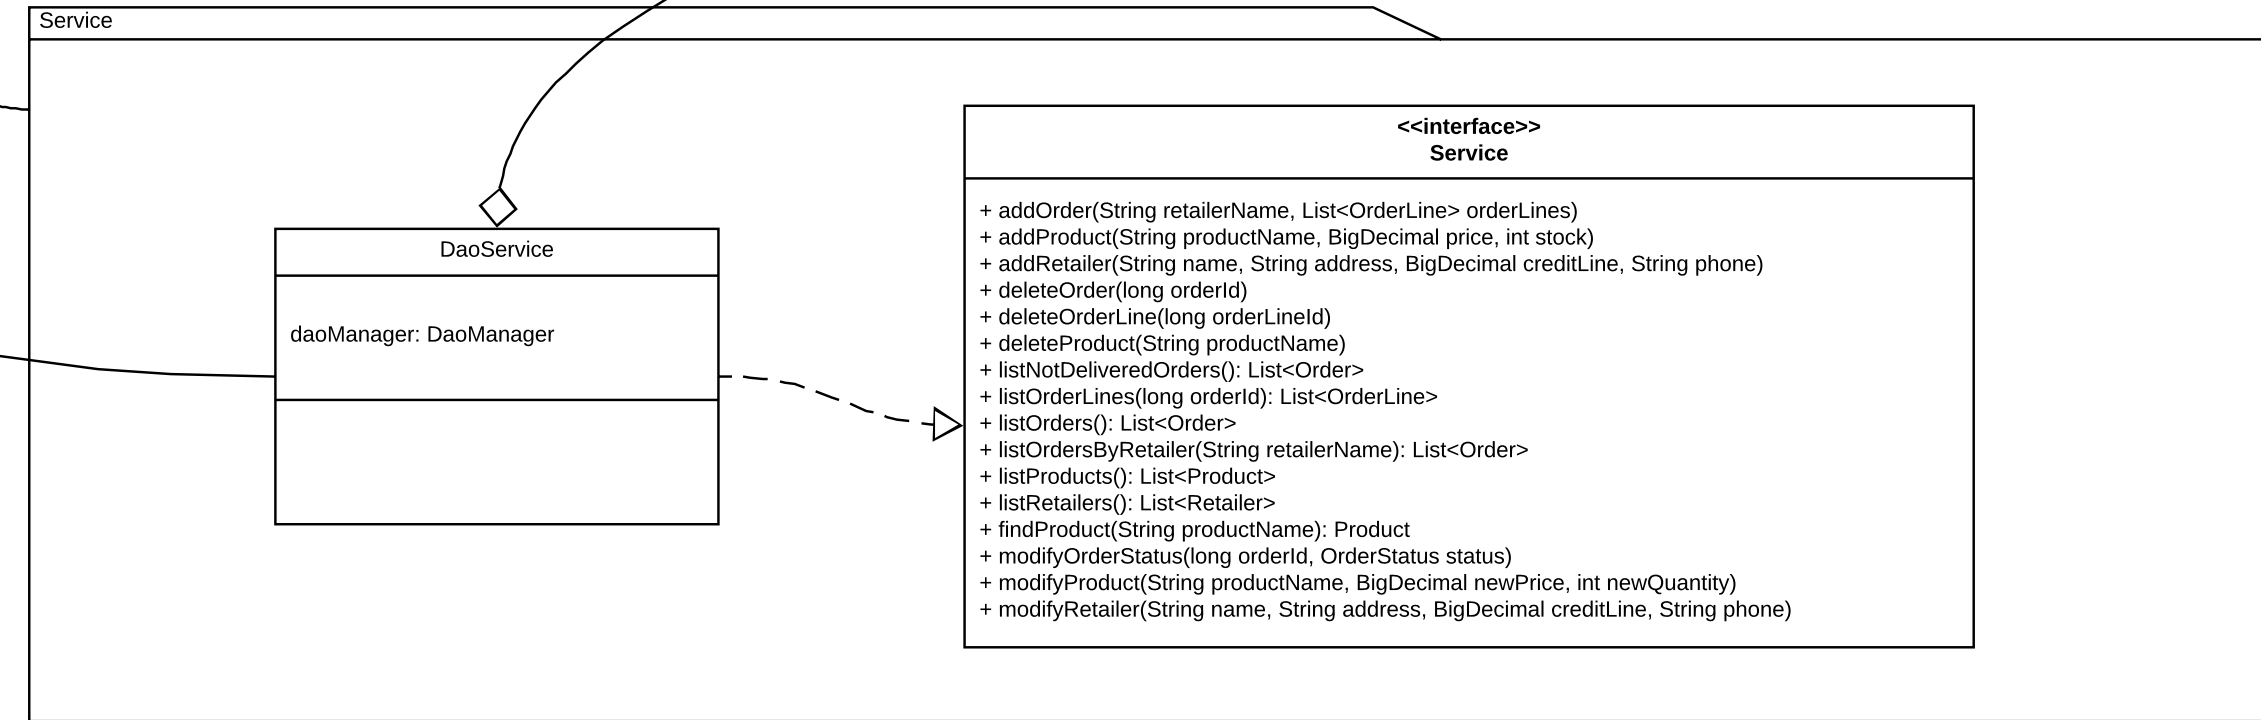 Service
DaoService
daoManager: DaoManager
<<interface>>
Service
+ addOrder(String retailerName, List<OrderLine> orderLines)
+ addProduct(String productName, BigDecimal price, int stock)
+ addRetailer(String name, String address, BigDecimal creditLine, String phone)
+ deleteOrder(long orderId)
+ deleteOrderLine(long orderLineId)
+ deleteProduct(String productName)
+ listNotDeliveredOrders(): List<Order>
+ listOrderLines(long orderId): List<OrderLine>
+ listOrders(): List<Order>
+ listOrdersByRetailer(String retailerName): List<Order>
+ listProducts(): List<Product>
+ listRetailers(): List<Retailer>
+ findProduct(String productName): Product
+ modifyOrderStatus(long orderId, OrderStatus status)
+ modifyProduct(String productName, BigDecimal newPrice, int newQuantity)
+ modifyRetailer(String name, String address, BigDecimal creditLine, String phone)